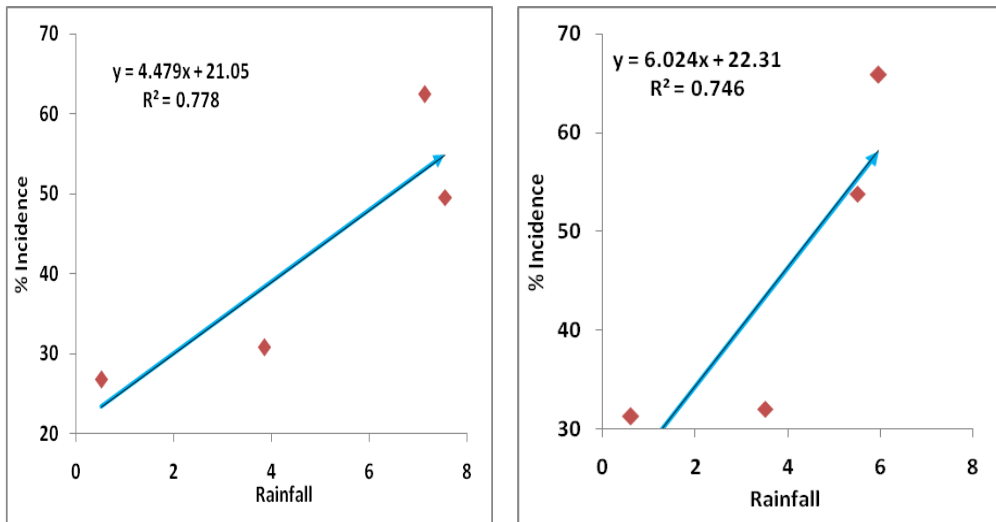 70
60
50
40
30
20
0
2
4
6
8
% Incidence
Rainfall
y = 4.479x + 21.05
R² = 0.778
70
60
50
40
30
0
2
4
6
8
% Incidence
Rainfall
y = 6.024x + 22.31
R² = 0.746